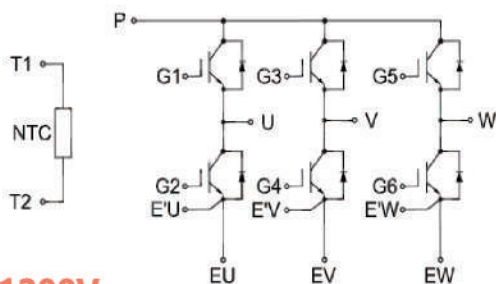 P
T1 G1 G3 G5
U V W
NTC
G2 G4 G6
T2 E'U E'V E'W
EU EV EW